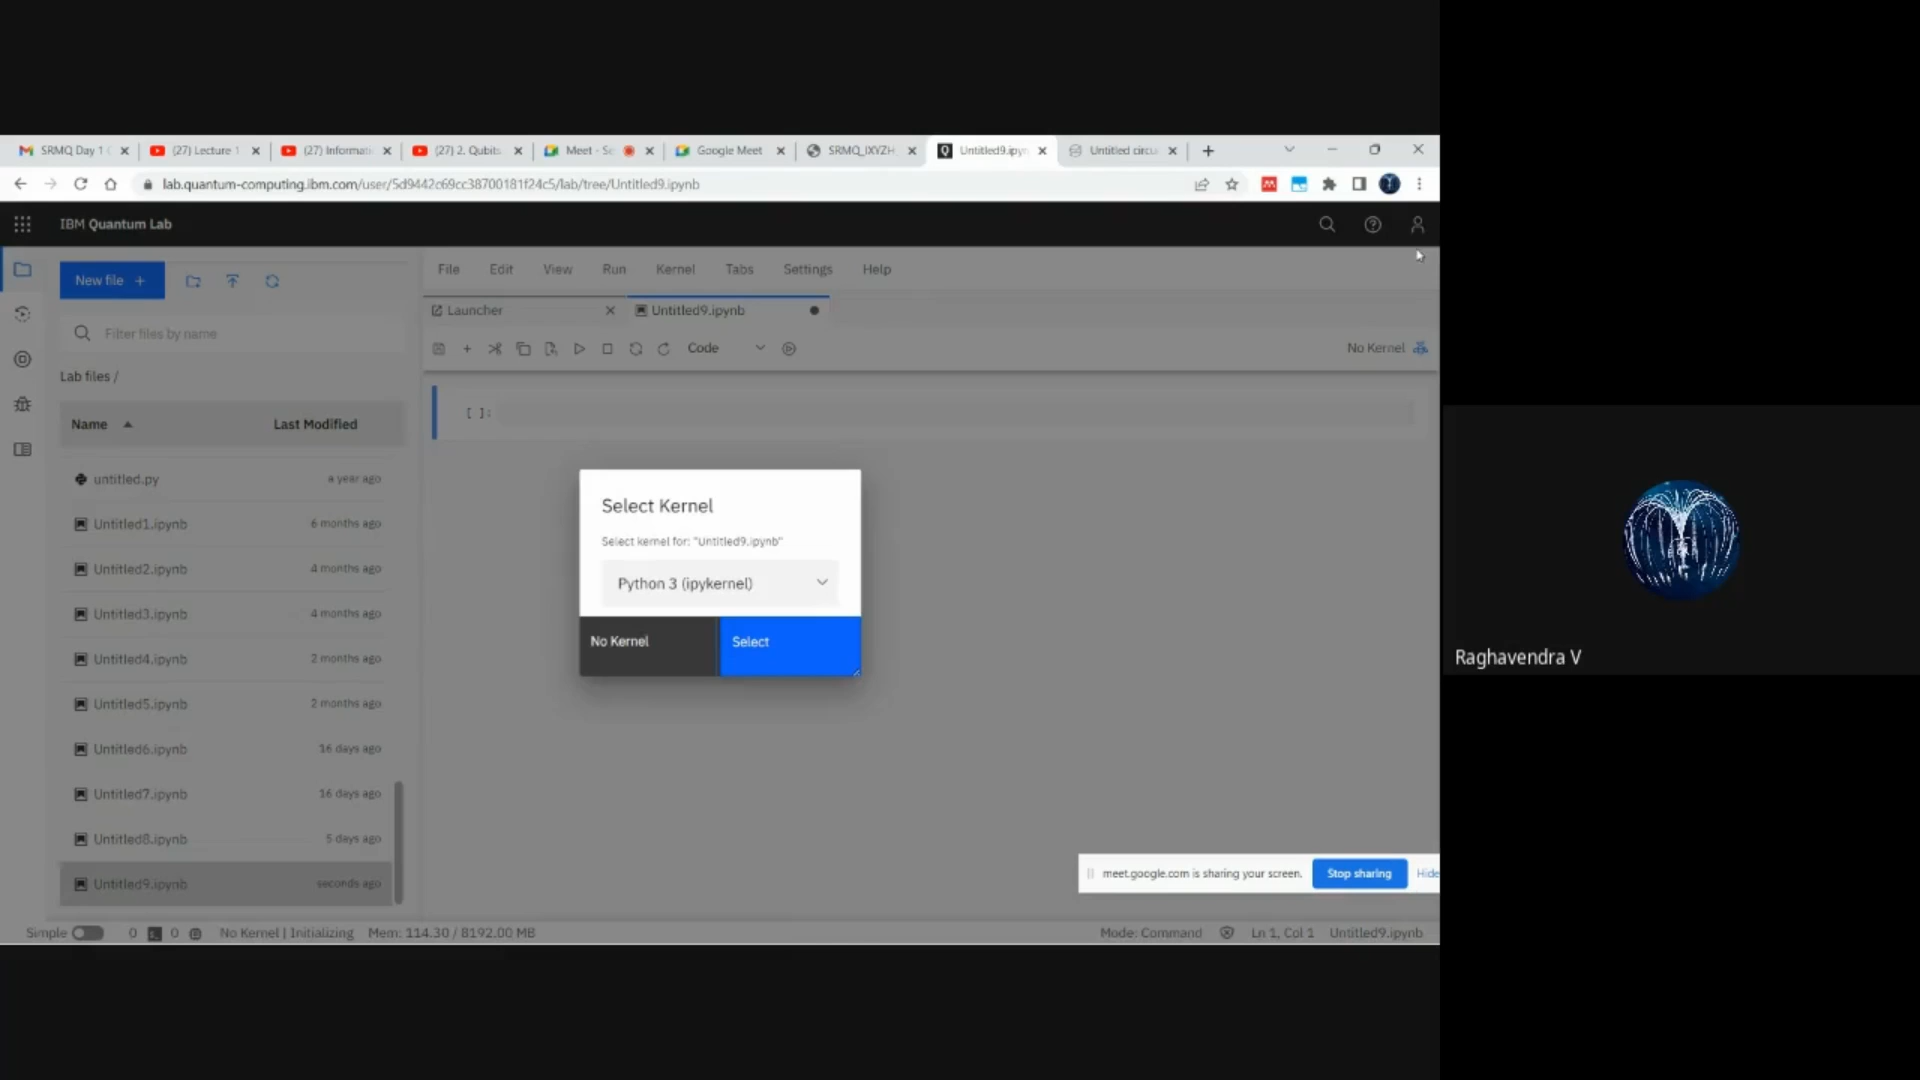 SRMQ Day 1
(27) Lecture 1
(27) Informati
(27) 2. Qubits
Meet - Se
Google Meet
SRMQ_IXYZH
Untitled9.ipyn
Untitled circu
lab.quantum-computing.ibm.com/user/5d9442c69cc38700181f24c5/lab/tree/Untitled9.ipynb
IBM Quantum Lab
New file +
File Edit View Run Kernel Tabs Settings Help
Launcher
Untitled9.ipynb
Filter files by name
Code
No Kernel
Lab files /
Name
Last Modified
[ ]:
untitled.py a year ago
Untitled1.ipynb 6 months ago
Untitled2.ipynb 4 months ago
Untitled3.ipynb 4 months ago
Untitled4.ipynb 2 months ago
Untitled5.ipynb 2 months ago
Untitled6.ipynb 16 days ago
Untitled7.ipynb 16 days ago
Untitled8.ipynb 5 days ago
Untitled9.ipynb seconds ago
Select Kernel
Select kernel for: "Untitled9.ipynb"
Python 3 (ipykernel)
No Kernel
Select
meet.google.com is sharing your screen.
Stop sharing
Hide
Simple 0 0 No Kernel | Initializing Mem: 114.30 / 8192.00 MB
Mode: Command Ln 1, Col 1 Untitled9.ipynb
Raghavendra V